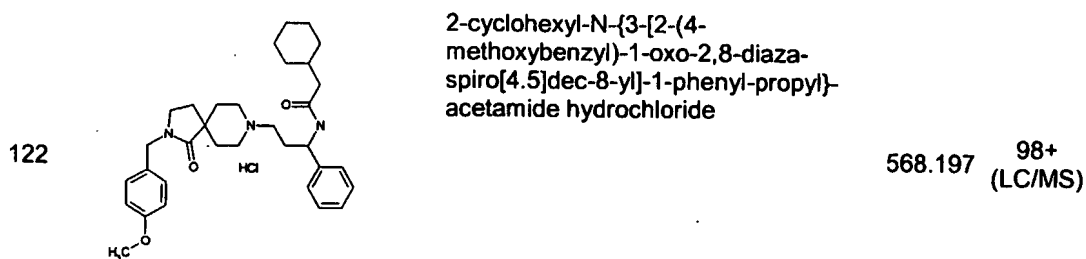 2-cyclohexyl-N-{3-[2-(4-
methoxybenzyl)-1-oxo-2,8-diaza-
spiro[4.5]dec-8-yl]-1-phenyl-propyl}-
acetamide hydrochloride
122
O
N
N
N
O
HCl
O
H₃C
568.197
98+
(LC/MS)